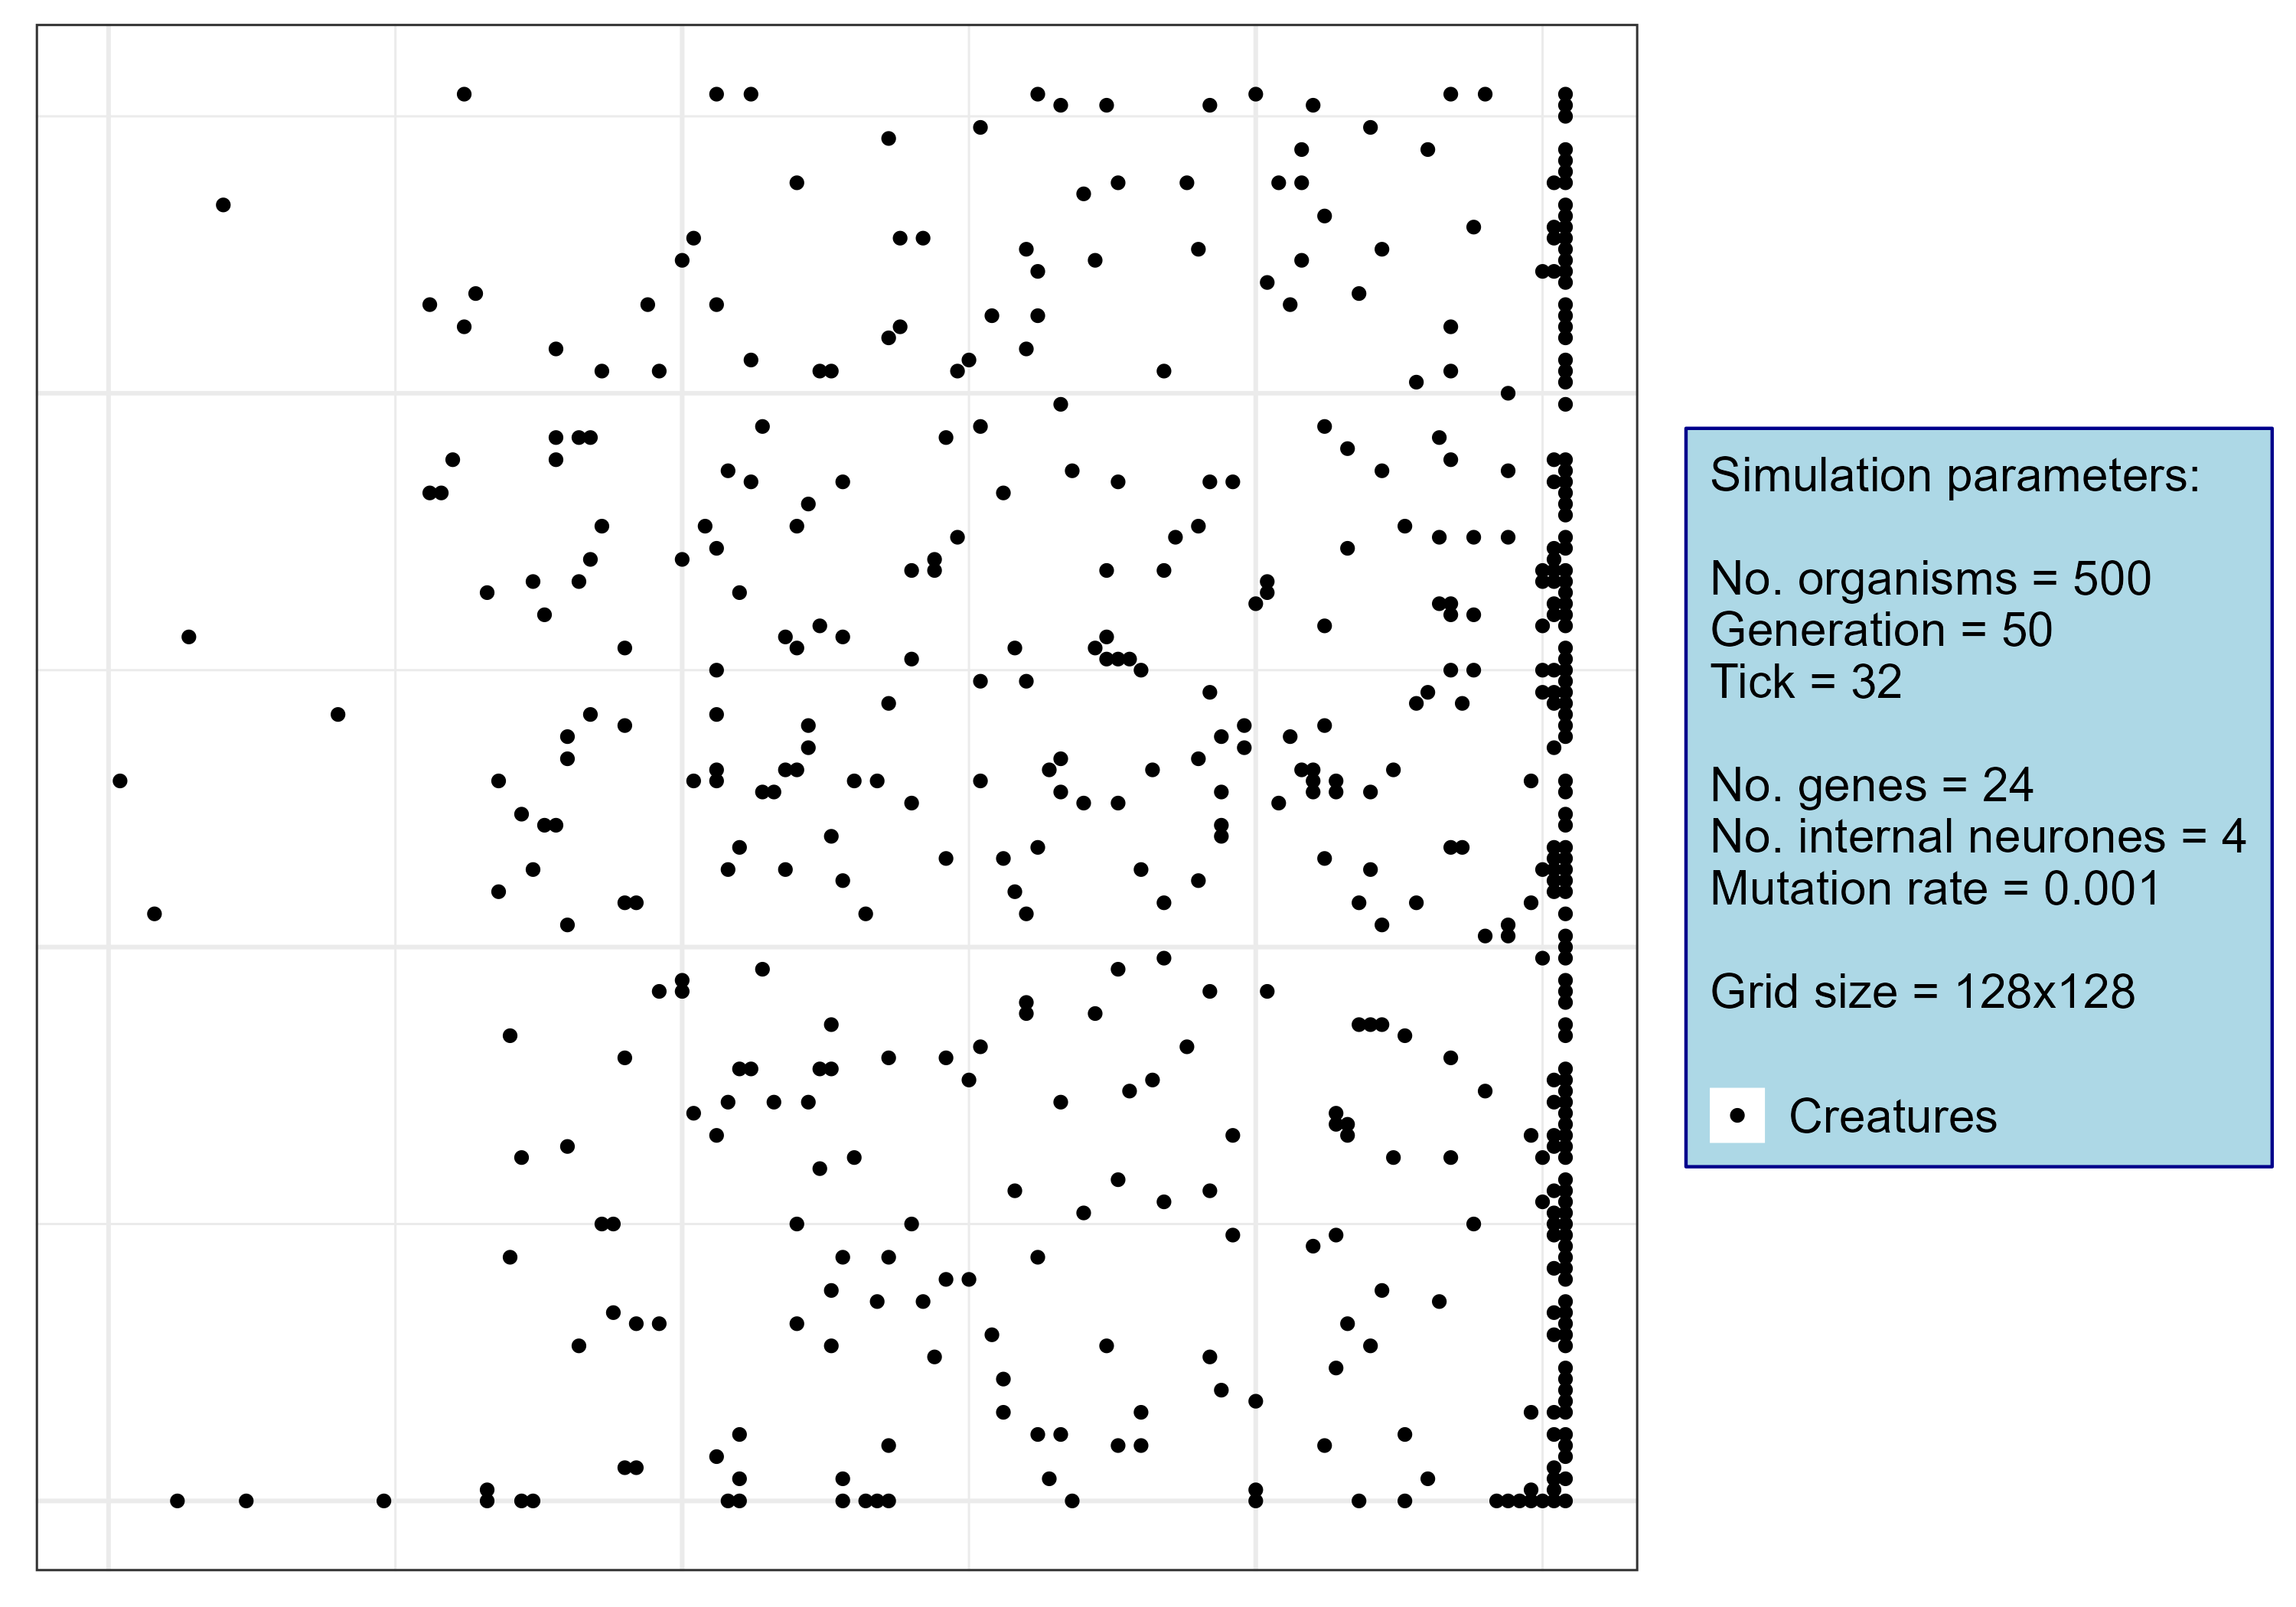 Simulation parameters:
No. organisms = 500
Generation = 50
Tick = 32
No. genes = 24
No. internal neurones = 4
Mutation rate = 0.001
Grid size = 128x128
Creatures